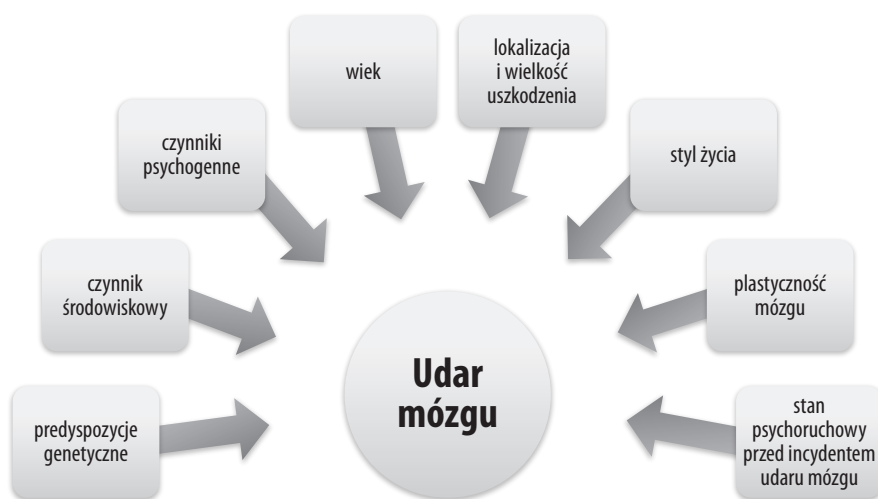 wiek
lokalizacja
i wielkość
uszkodzenia
czynniki
psychogenne
styl życia
czynnik
środowiskowy
plastyczność
mózgu
Udar
mózgu
predyspozycje
genetyczne
stan
psychoruchowy
przed incydentem
udaru mózgu